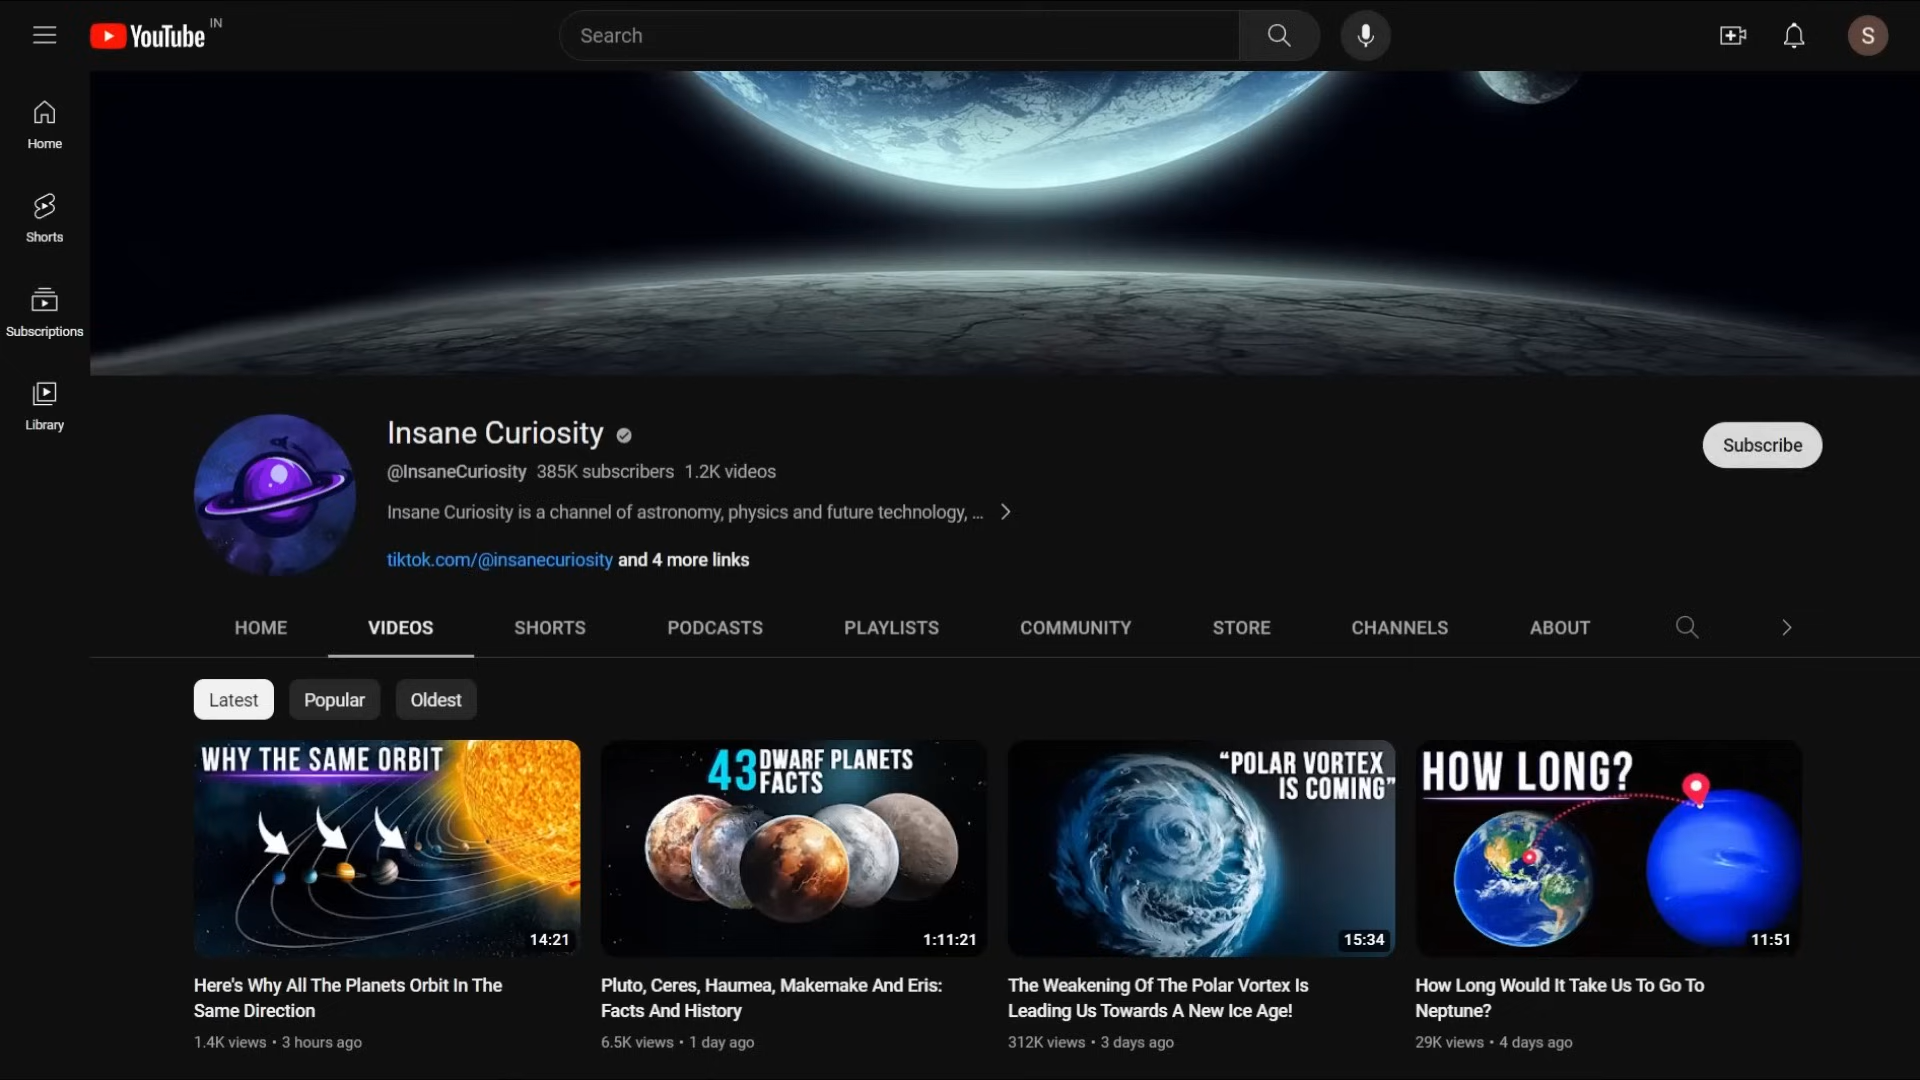 YouTube IN
Search
S
Home
Shorts
Subscriptions
Library
Insane Curiosity
@InsaneCuriosity 385K subscribers 1.2K videos
Insane Curiosity is a channel of astronomy, physics and future technology, ...
tiktok.com/@insanecuriosity and 4 more links
Subscribe
HOME VIDEOS SHORTS PODCASTS PLAYLISTS COMMUNITY STORE CHANNELS ABOUT
Latest Popular Oldest
WHY THE SAME ORBIT
14:21
Here's Why All The Planets Orbit In The
Same Direction
1.4K views • 3 hours ago
43 DWARF PLANETS
FACTS
1:11:21
Pluto, Ceres, Haumea, Makemake And Eris:
Facts And History
6.5K views • 1 day ago
“POLAR VORTEX
IS COMING”
15:34
The Weakening Of The Polar Vortex Is
Leading Us Towards A New Ice Age!
312K views • 3 days ago
HOW LONG?
11:51
How Long Would It Take Us To Go To
Neptune?
29K views • 4 days ago